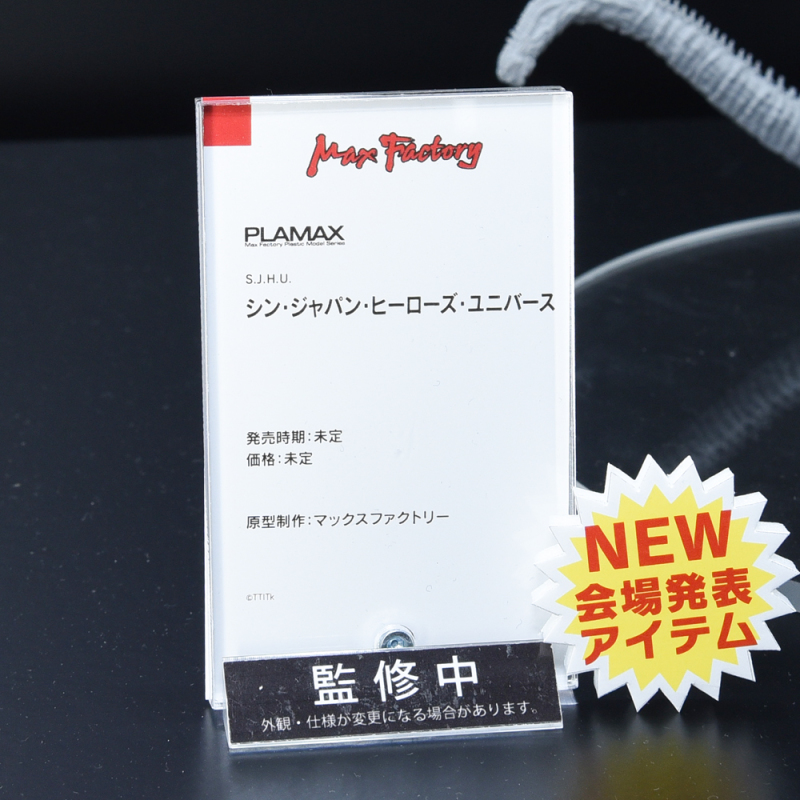 Max Factory
PLAMAX
Max Factory Plastic Model Series
S.J.H.U.
シン・ジャパン・ヒーローズ・ユニバース
発売時期：未定
価格：未定
原型制作：マックスファクトリー
©TTITk
NEW
会場発表
アイテム
監修中
外観・仕様が変更になる場合があります。